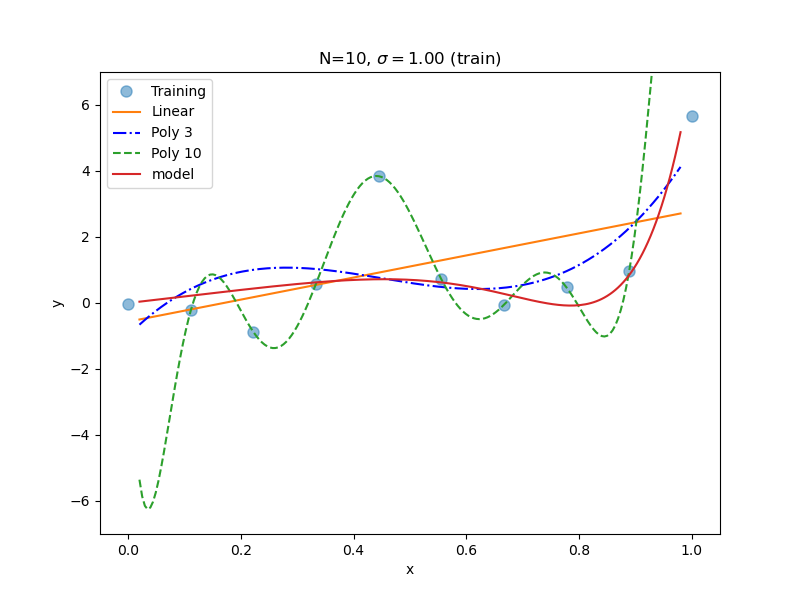 N=10, σ = 1.00 (train)
Training
Linear
Poly 3
Poly 10
model
6
4
2
0
−2
−4
−6
y
0.0 0.2 0.4 0.6 0.8 1.0
x